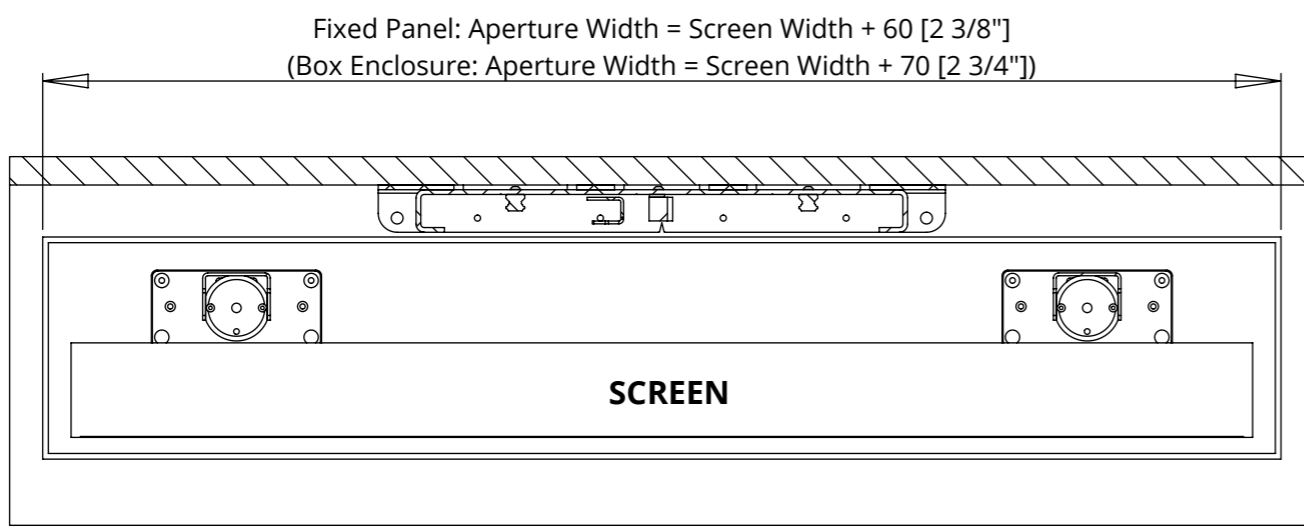 Fixed Panel: Aperture Width = Screen Width + 60 [2 3/8"]
(Box Enclosure: Aperture Width = Screen Width + 70 [2 3/4"])
SCREEN